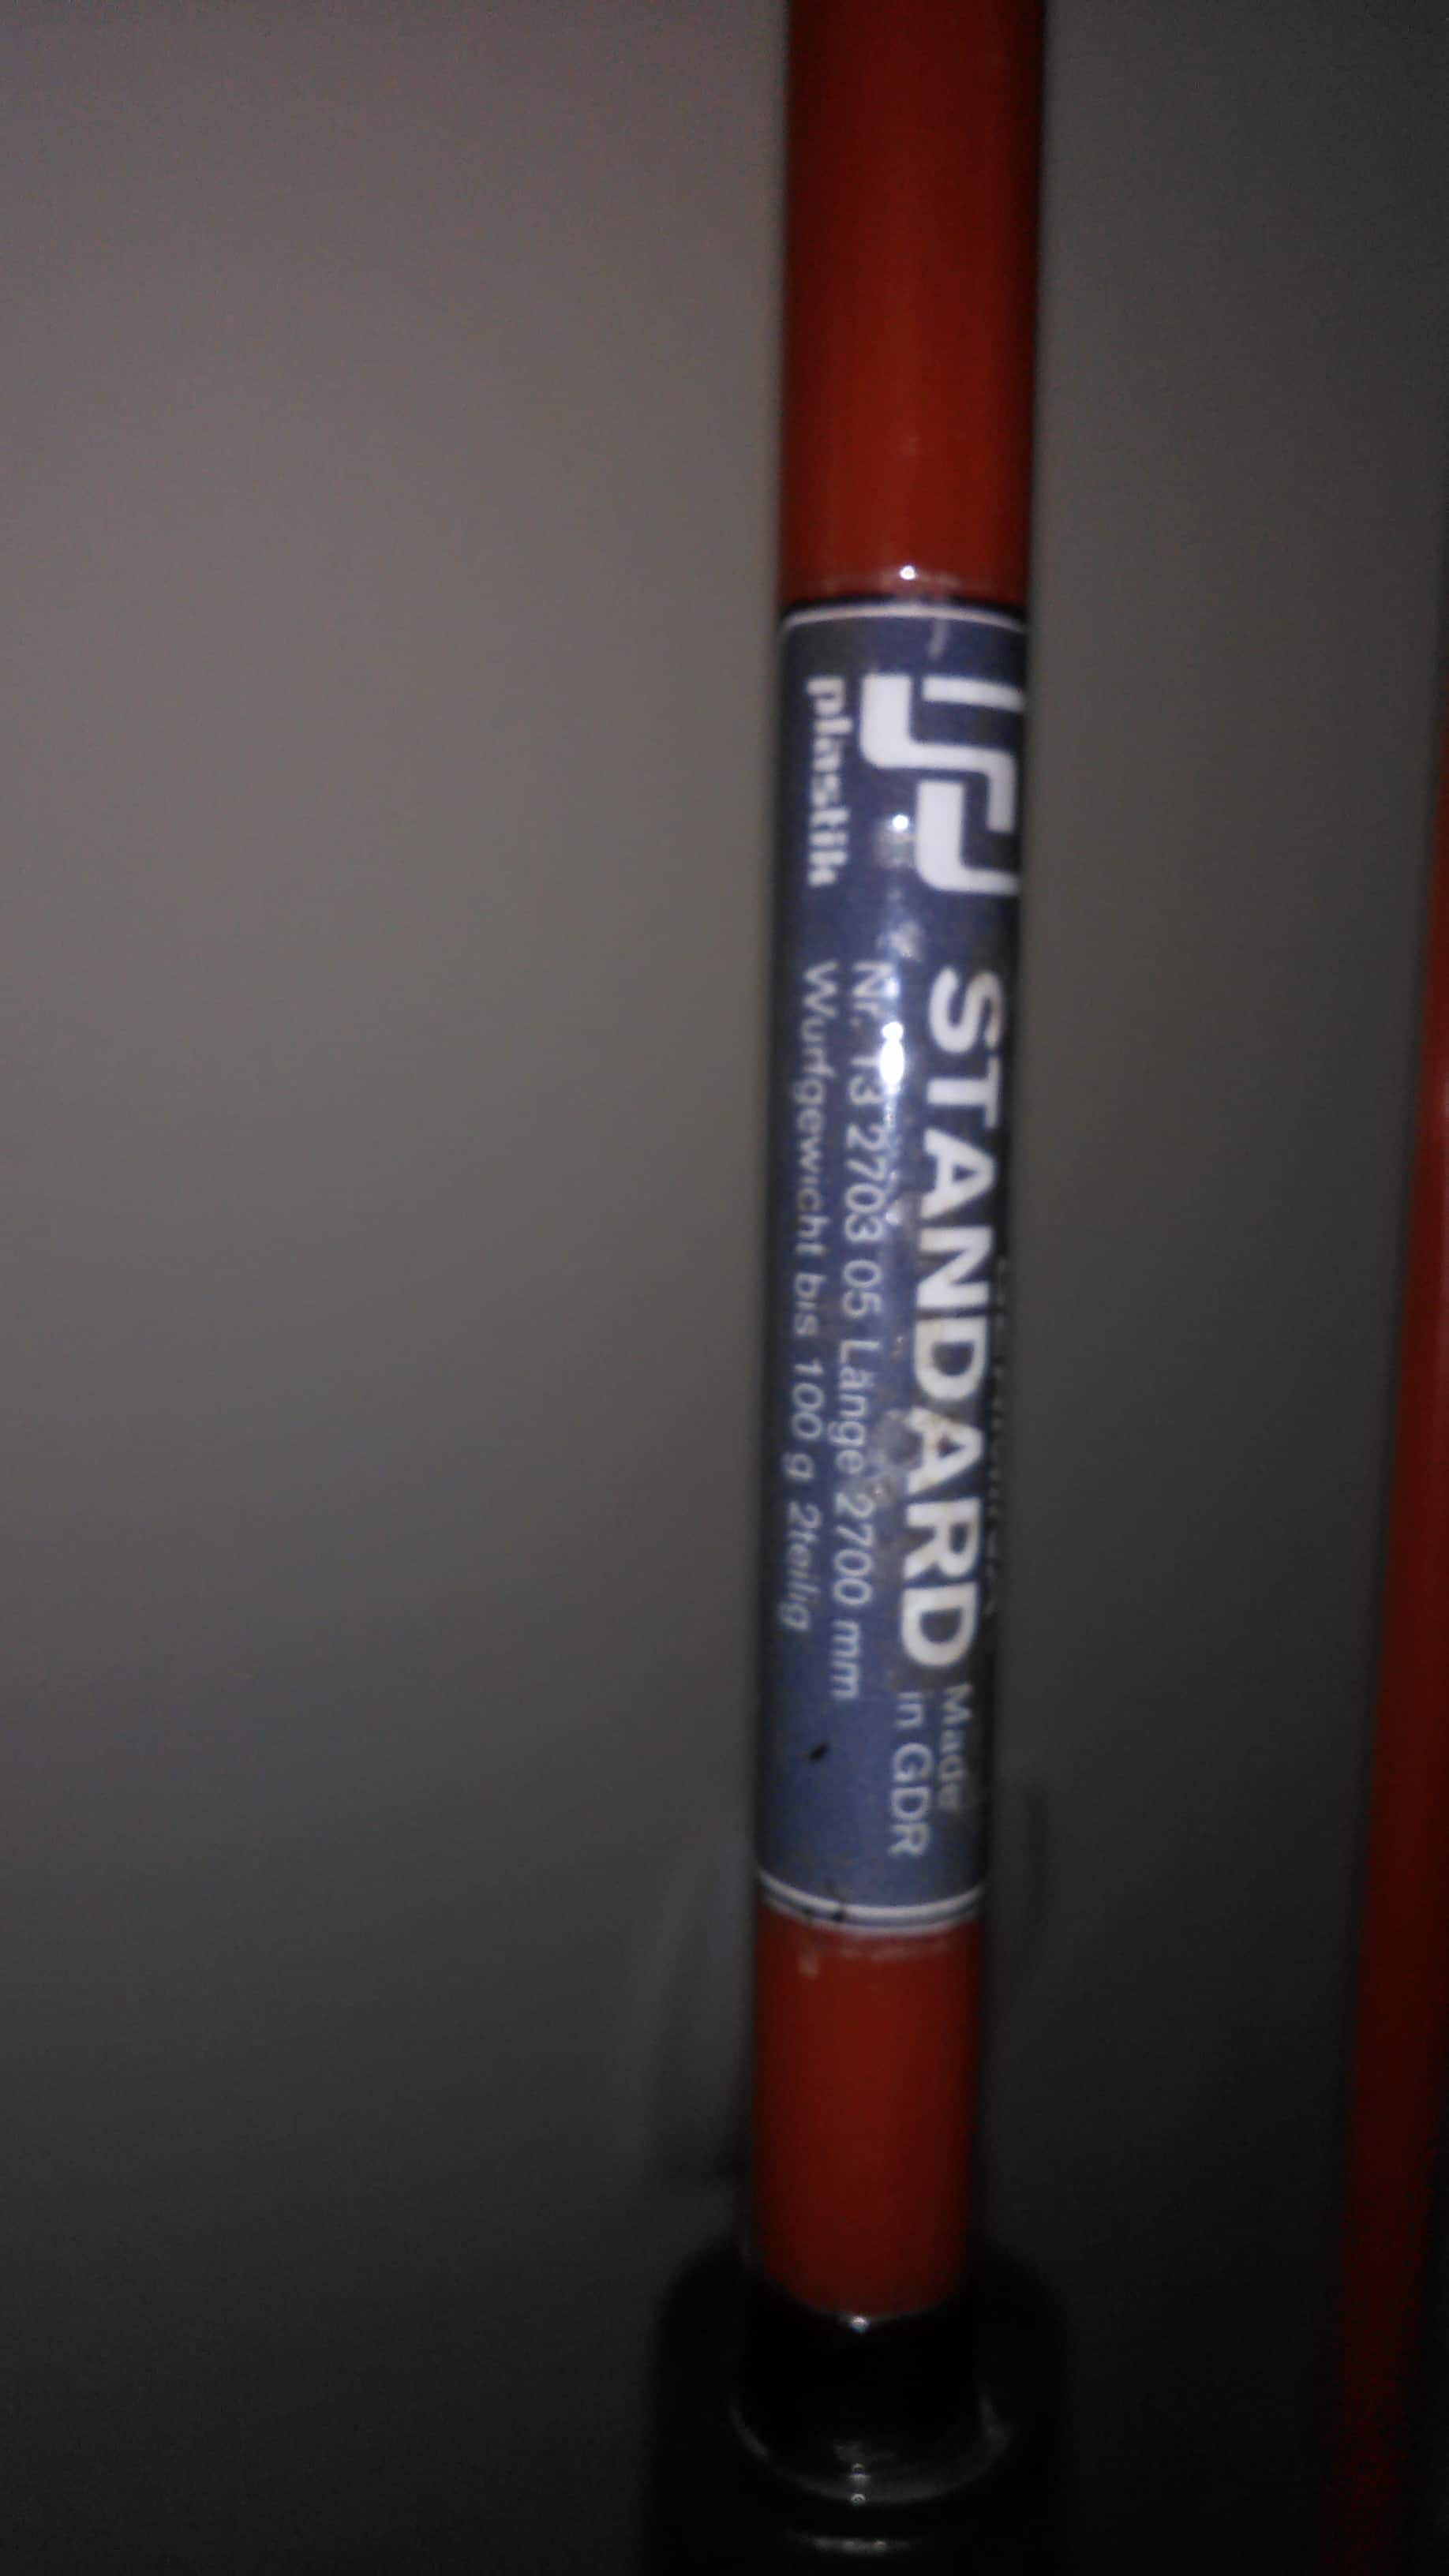 plastik
STANDARD
Made
in GDR
Nr. 13 2703 05 Länge 2700 mm
Wurfgewicht bis 100 g 2teilig